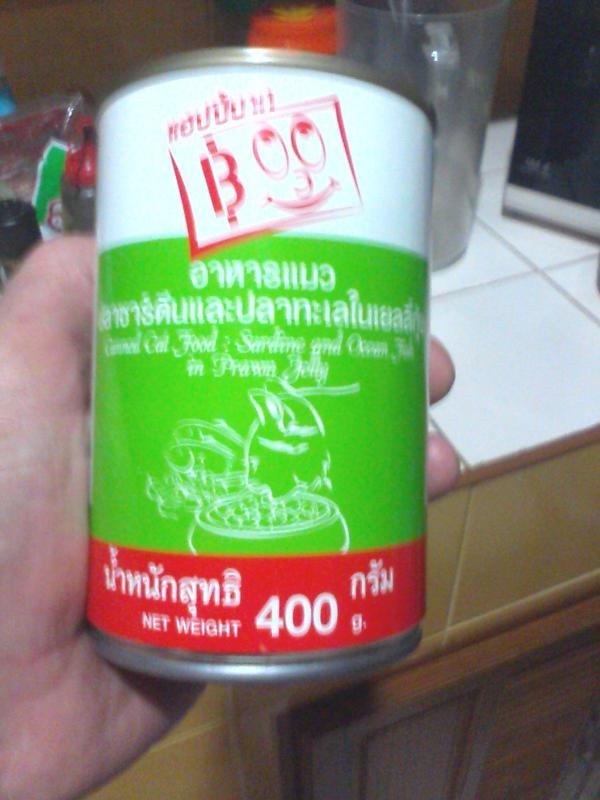 แฮปปี้บาท
฿
อาหารแมว
ปลาซาร์ดีนและปลาทะเลในเยลลี่กุ้ง
Canned Cat Food : Sardine and Ocean Fish
in Prawn Jelly
น้ำหนักสุทธิ 400 กรัม
NET WEIGHT g.